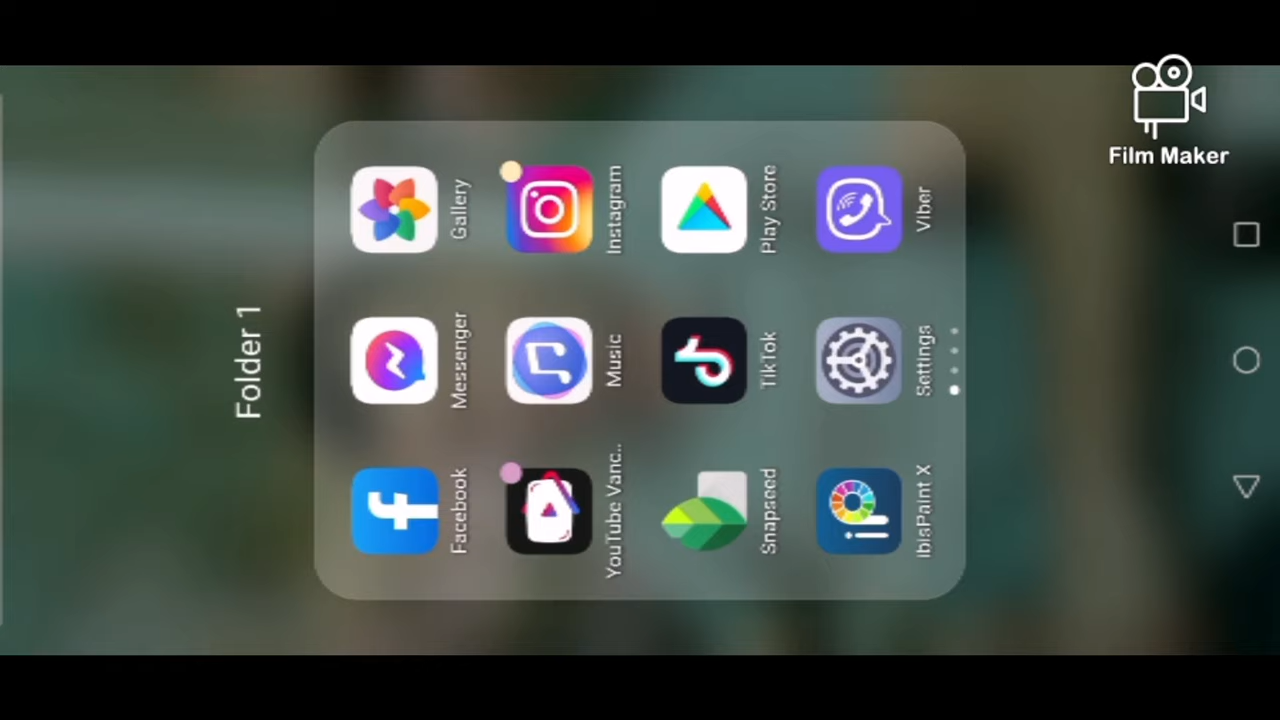 Film Maker
Folder 1
Facebook
Messenger
Gallery
YouTube Vanc..
Music
Instagram
Snapseed
TikTok
Play Store
ibisPaint X
Settings
Viber